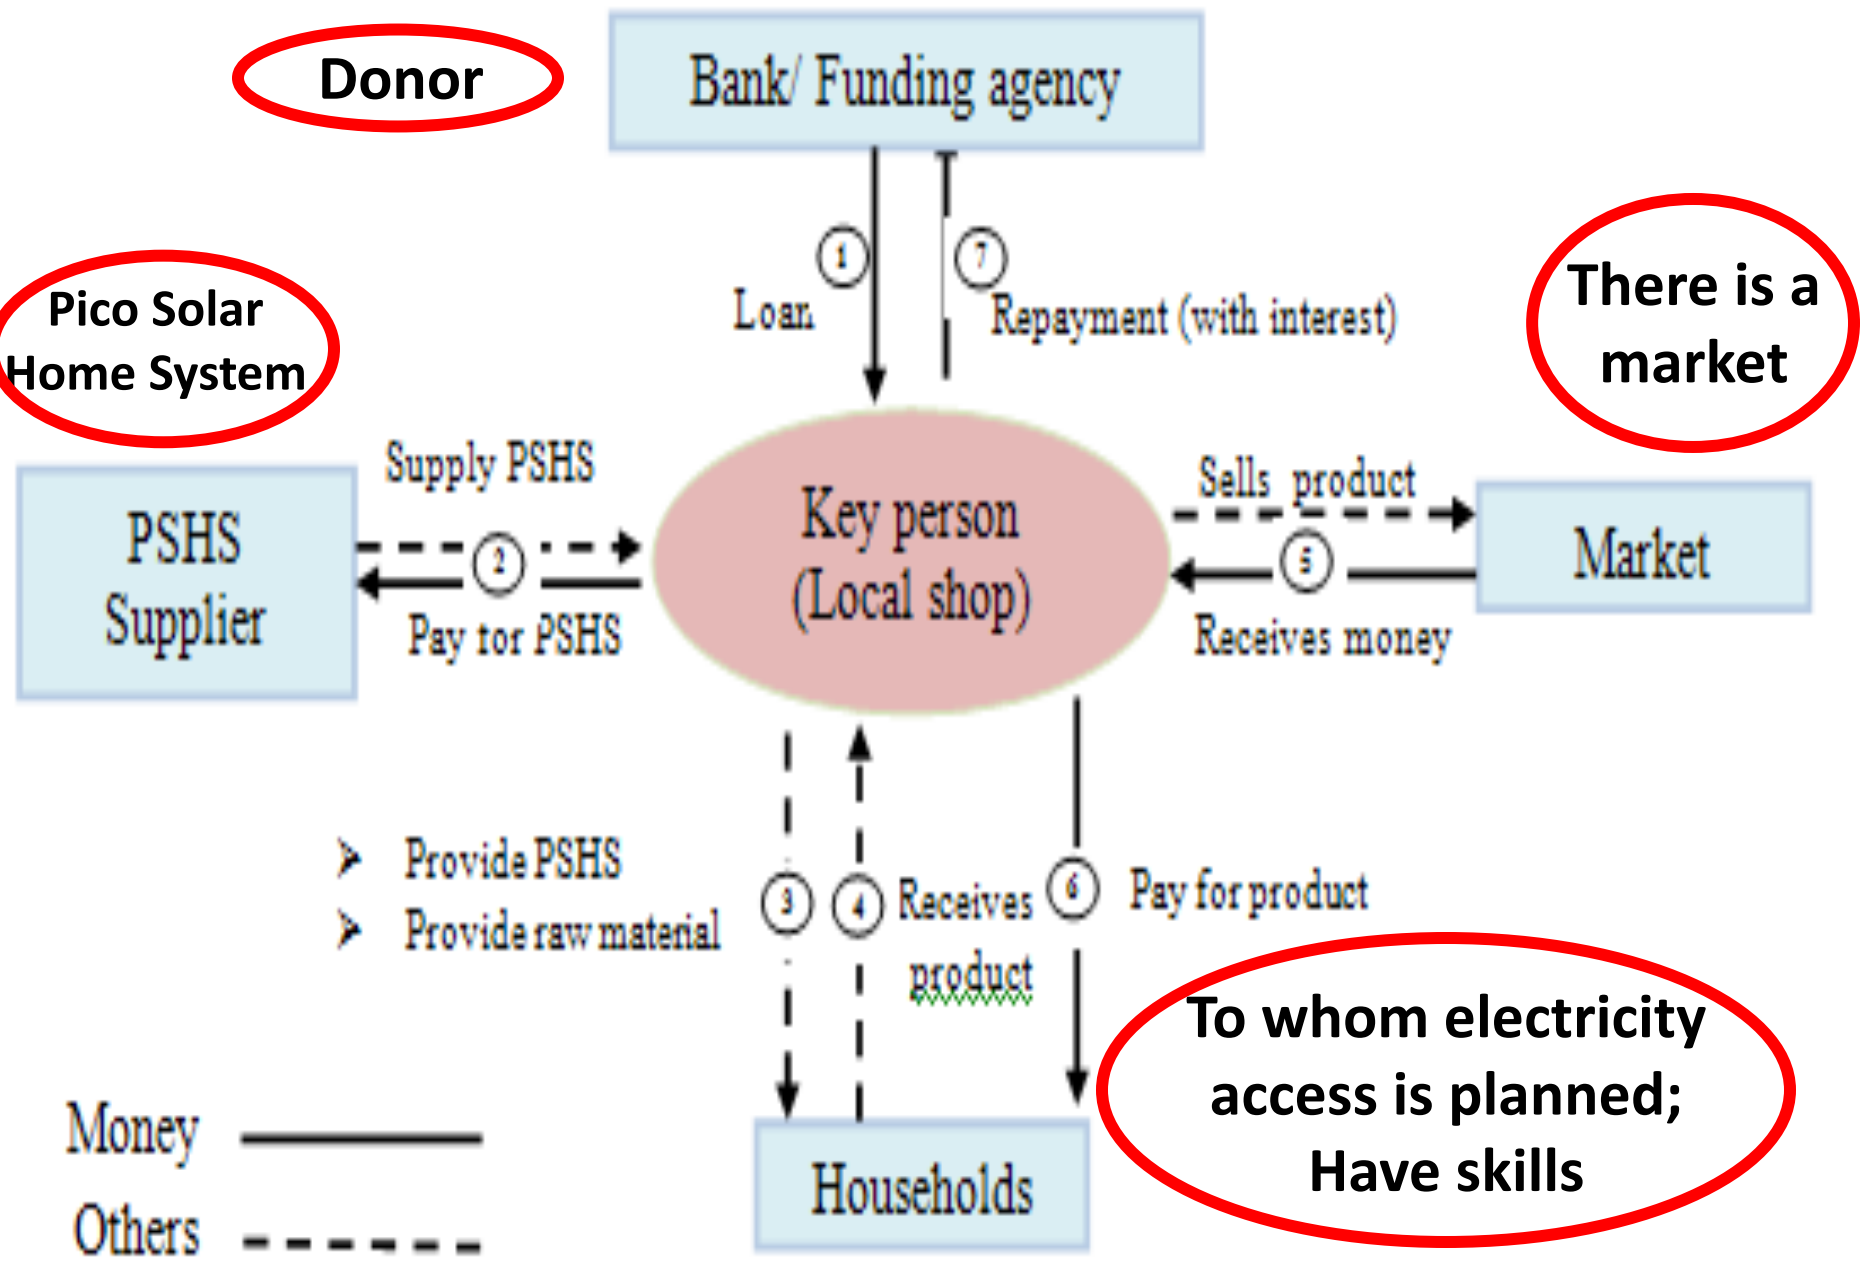 Donor
Bank/ Funding agency
1
7
Loan
Repayment (with interest)
There is a
market
Pico Solar
Home System
Supply PSHS
PSHS
Supplier
2
Pay for PSHS
Key person
(Local shop)
Sells product
5
Receives money
Market
Provide PSHS
Provide raw material
3
4
Receives
product
6
Pay for product
To whom electricity
access is planned;
Have skills
Households
Money
Others